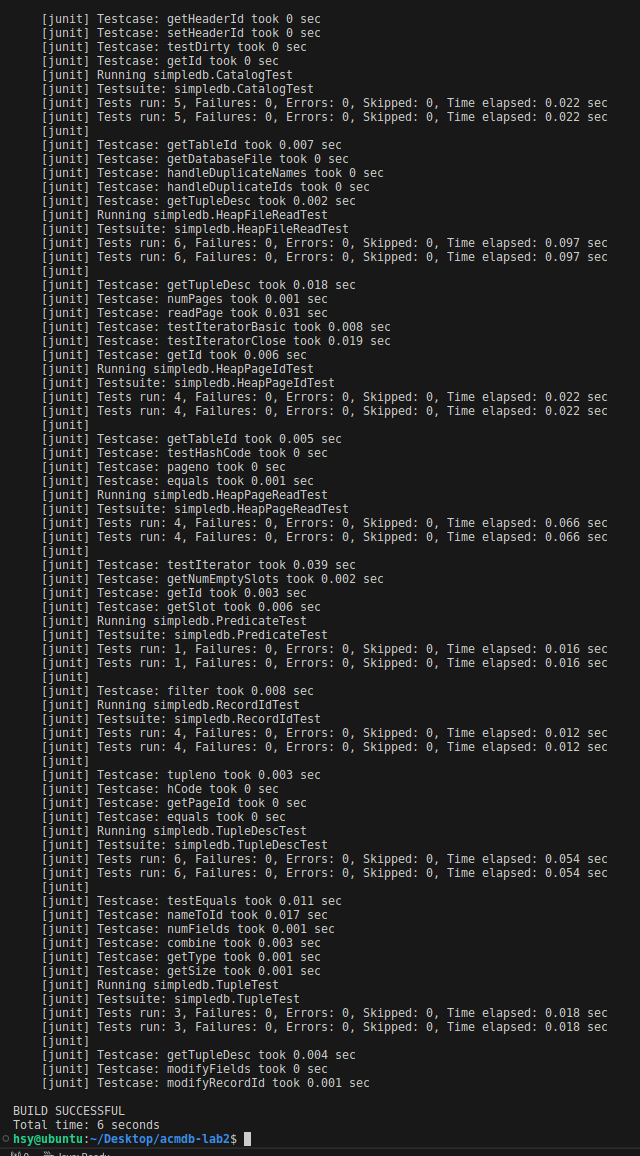 [junit] Testcase: getHeaderId took 0 sec
[junit] Testcase: setHeaderId took 0 sec
[junit] Testcase: testDirty took 0 sec
[junit] Testcase: getId took 0 sec
[junit] Running simpledb.CatalogTest
[junit] Testsuite: simpledb.CatalogTest
[junit] Tests run: 5, Failures: 0, Errors: 0, Skipped: 0, Time elapsed: 0.022 sec
[junit] Tests run: 5, Failures: 0, Errors: 0, Skipped: 0, Time elapsed: 0.022 sec
[junit]
[junit] Testcase: getTableId took 0.007 sec
[junit] Testcase: getDatabaseFile took 0 sec
[junit] Testcase: handleDuplicateNames took 0 sec
[junit] Testcase: handleDuplicateIds took 0 sec
[junit] Testcase: getTupleDesc took 0.002 sec
[junit] Running simpledb.HeapFileReadTest
[junit] Testsuite: simpledb.HeapFileReadTest
[junit] Tests run: 6, Failures: 0, Errors: 0, Skipped: 0, Time elapsed: 0.097 sec
[junit] Tests run: 6, Failures: 0, Errors: 0, Skipped: 0, Time elapsed: 0.097 sec
[junit]
[junit] Testcase: getTupleDesc took 0.018 sec
[junit] Testcase: numPages took 0.001 sec
[junit] Testcase: readPage took 0.031 sec
[junit] Testcase: testIteratorBasic took 0.008 sec
[junit] Testcase: testIteratorClose took 0.019 sec
[junit] Testcase: getId took 0.006 sec
[junit] Running simpledb.HeapPageIdTest
[junit] Testsuite: simpledb.HeapPageIdTest
[junit] Tests run: 4, Failures: 0, Errors: 0, Skipped: 0, Time elapsed: 0.022 sec
[junit] Tests run: 4, Failures: 0, Errors: 0, Skipped: 0, Time elapsed: 0.022 sec
[junit]
[junit] Testcase: getTableId took 0.005 sec
[junit] Testcase: testHashCode took 0 sec
[junit] Testcase: pageno took 0 sec
[junit] Testcase: equals took 0.001 sec
[junit] Running simpledb.HeapPageReadTest
[junit] Testsuite: simpledb.HeapPageReadTest
[junit] Tests run: 4, Failures: 0, Errors: 0, Skipped: 0, Time elapsed: 0.066 sec
[junit] Tests run: 4, Failures: 0, Errors: 0, Skipped: 0, Time elapsed: 0.066 sec
[junit]
[junit] Testcase: testIterator took 0.039 sec
[junit] Testcase: getNumEmptySlots took 0.002 sec
[junit] Testcase: getId took 0.003 sec
[junit] Testcase: getSlot took 0.006 sec
[junit] Running simpledb.PredicateTest
[junit] Testsuite: simpledb.PredicateTest
[junit] Tests run: 1, Failures: 0, Errors: 0, Skipped: 0, Time elapsed: 0.016 sec
[junit] Tests run: 1, Failures: 0, Errors: 0, Skipped: 0, Time elapsed: 0.016 sec
[junit]
[junit] Testcase: filter took 0.008 sec
[junit] Running simpledb.RecordIdTest
[junit] Testsuite: simpledb.RecordIdTest
[junit] Tests run: 4, Failures: 0, Errors: 0, Skipped: 0, Time elapsed: 0.012 sec
[junit] Tests run: 4, Failures: 0, Errors: 0, Skipped: 0, Time elapsed: 0.012 sec
[junit]
[junit] Testcase: tupleno took 0.003 sec
[junit] Testcase: hCode took 0 sec
[junit] Testcase: getPageId took 0 sec
[junit] Testcase: equals took 0 sec
[junit] Running simpledb.TupleDescTest
[junit] Testsuite: simpledb.TupleDescTest
[junit] Tests run: 6, Failures: 0, Errors: 0, Skipped: 0, Time elapsed: 0.054 sec
[junit] Tests run: 6, Failures: 0, Errors: 0, Skipped: 0, Time elapsed: 0.054 sec
[junit]
[junit] Testcase: testEquals took 0.011 sec
[junit] Testcase: nameToId took 0.017 sec
[junit] Testcase: numFields took 0.001 sec
[junit] Testcase: combine took 0.003 sec
[junit] Testcase: getType took 0.001 sec
[junit] Testcase: getSize took 0.001 sec
[junit] Running simpledb.TupleTest
[junit] Testsuite: simpledb.TupleTest
[junit] Tests run: 3, Failures: 0, Errors: 0, Skipped: 0, Time elapsed: 0.018 sec
[junit] Tests run: 3, Failures: 0, Errors: 0, Skipped: 0, Time elapsed: 0.018 sec
[junit]
[junit] Testcase: getTupleDesc took 0.004 sec
[junit] Testcase: modifyFields took 0 sec
[junit] Testcase: modifyRecordId took 0.001 sec
BUILD SUCCESSFUL
Total time: 6 seconds
hsy@ubuntu:~/Desktop/acmdb-lab2$